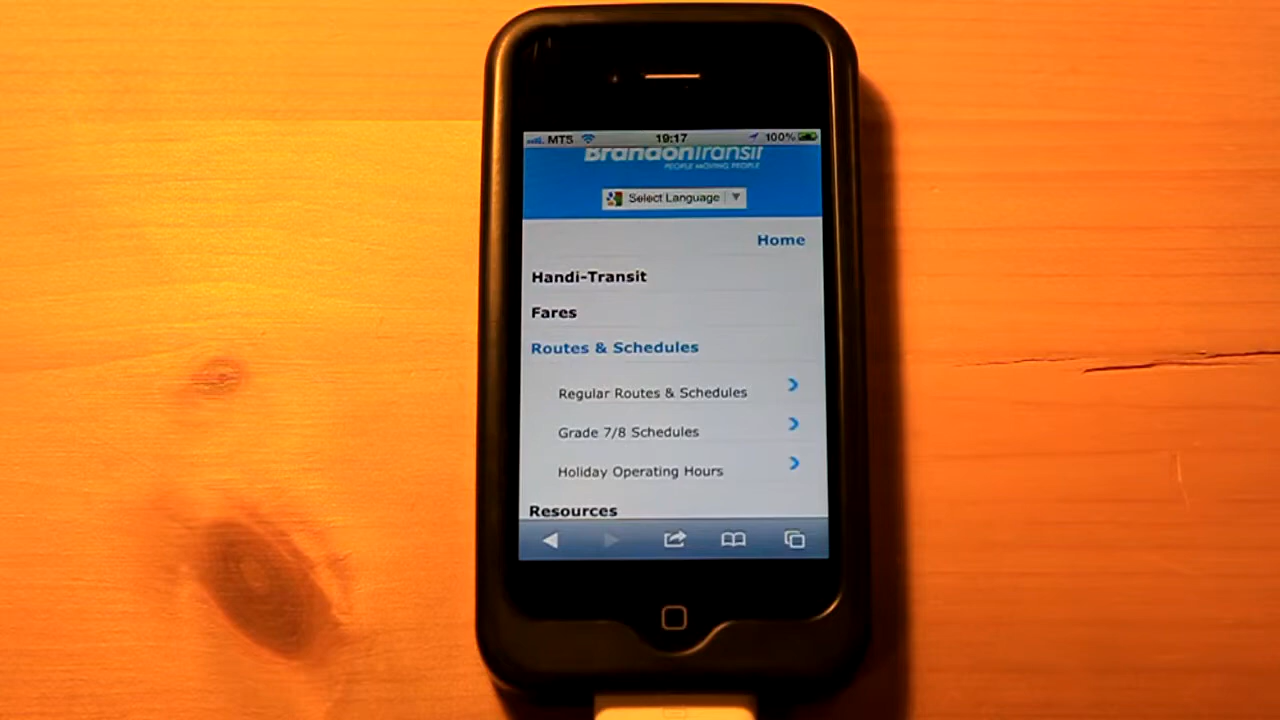 MTS 19:17 100%
BrandonTransit
PEOPLE MOVING PEOPLE
Select Language
Home
Handi-Transit
Fares
Routes & Schedules
Regular Routes & Schedules
Grade 7/8 Schedules
Holiday Operating Hours
Resources